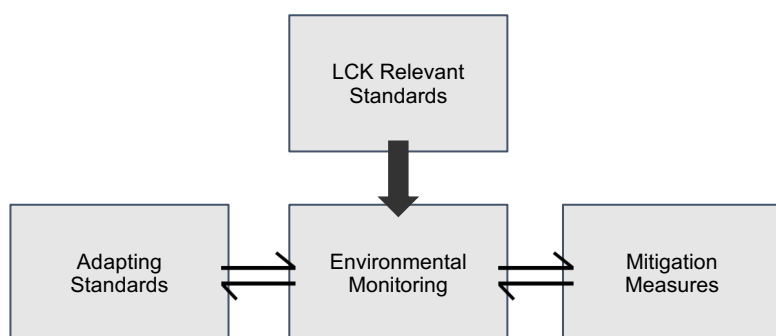 LCK Relevant
Standards
Adapting
Standards
Environmental
Monitoring
Mitigation
Measures